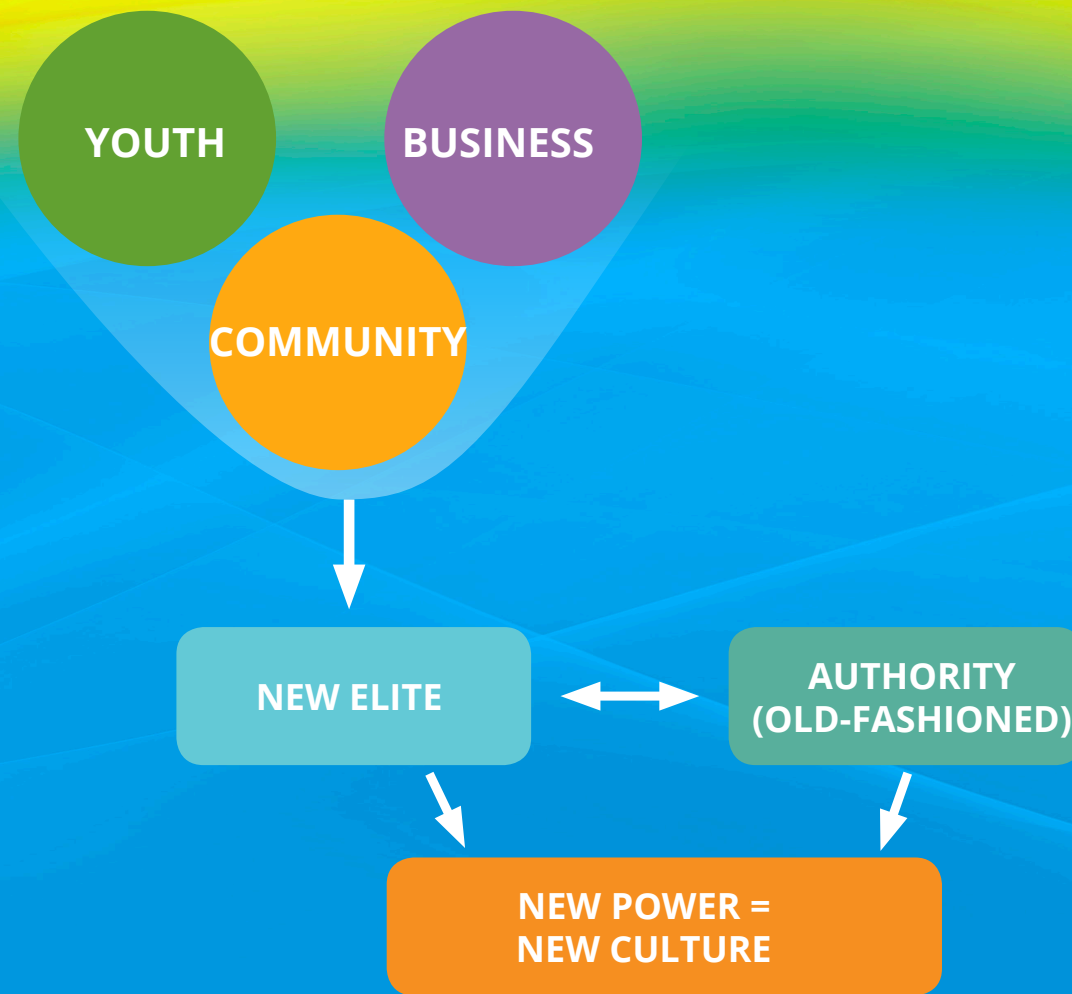 YOUTH
BUSINESS
COMMUNITY
NEW ELITE
AUTHORITY
(OLD-FASHIONED)
NEW POWER =
NEW CULTURE